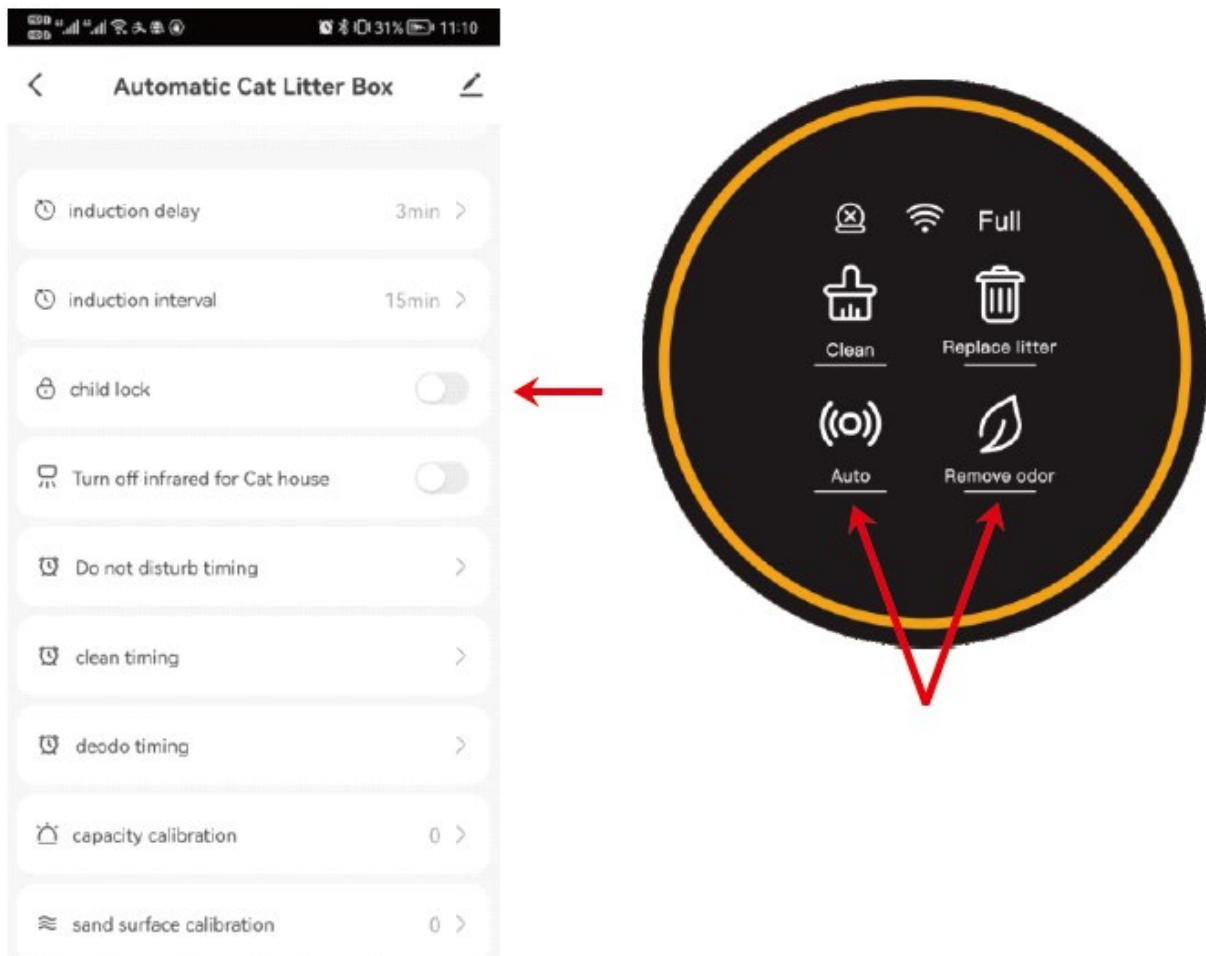 31% 11:10
Automatic Cat Litter Box
induction delay 3min >
induction interval 15min >
child lock
Turn off infrared for Cat house
Do not disturb timing >
clean timing >
deodo timing >
capacity calibration 0 >
sand surface calibration 0 >
Full
Clean Replace litter
Auto Remove odor